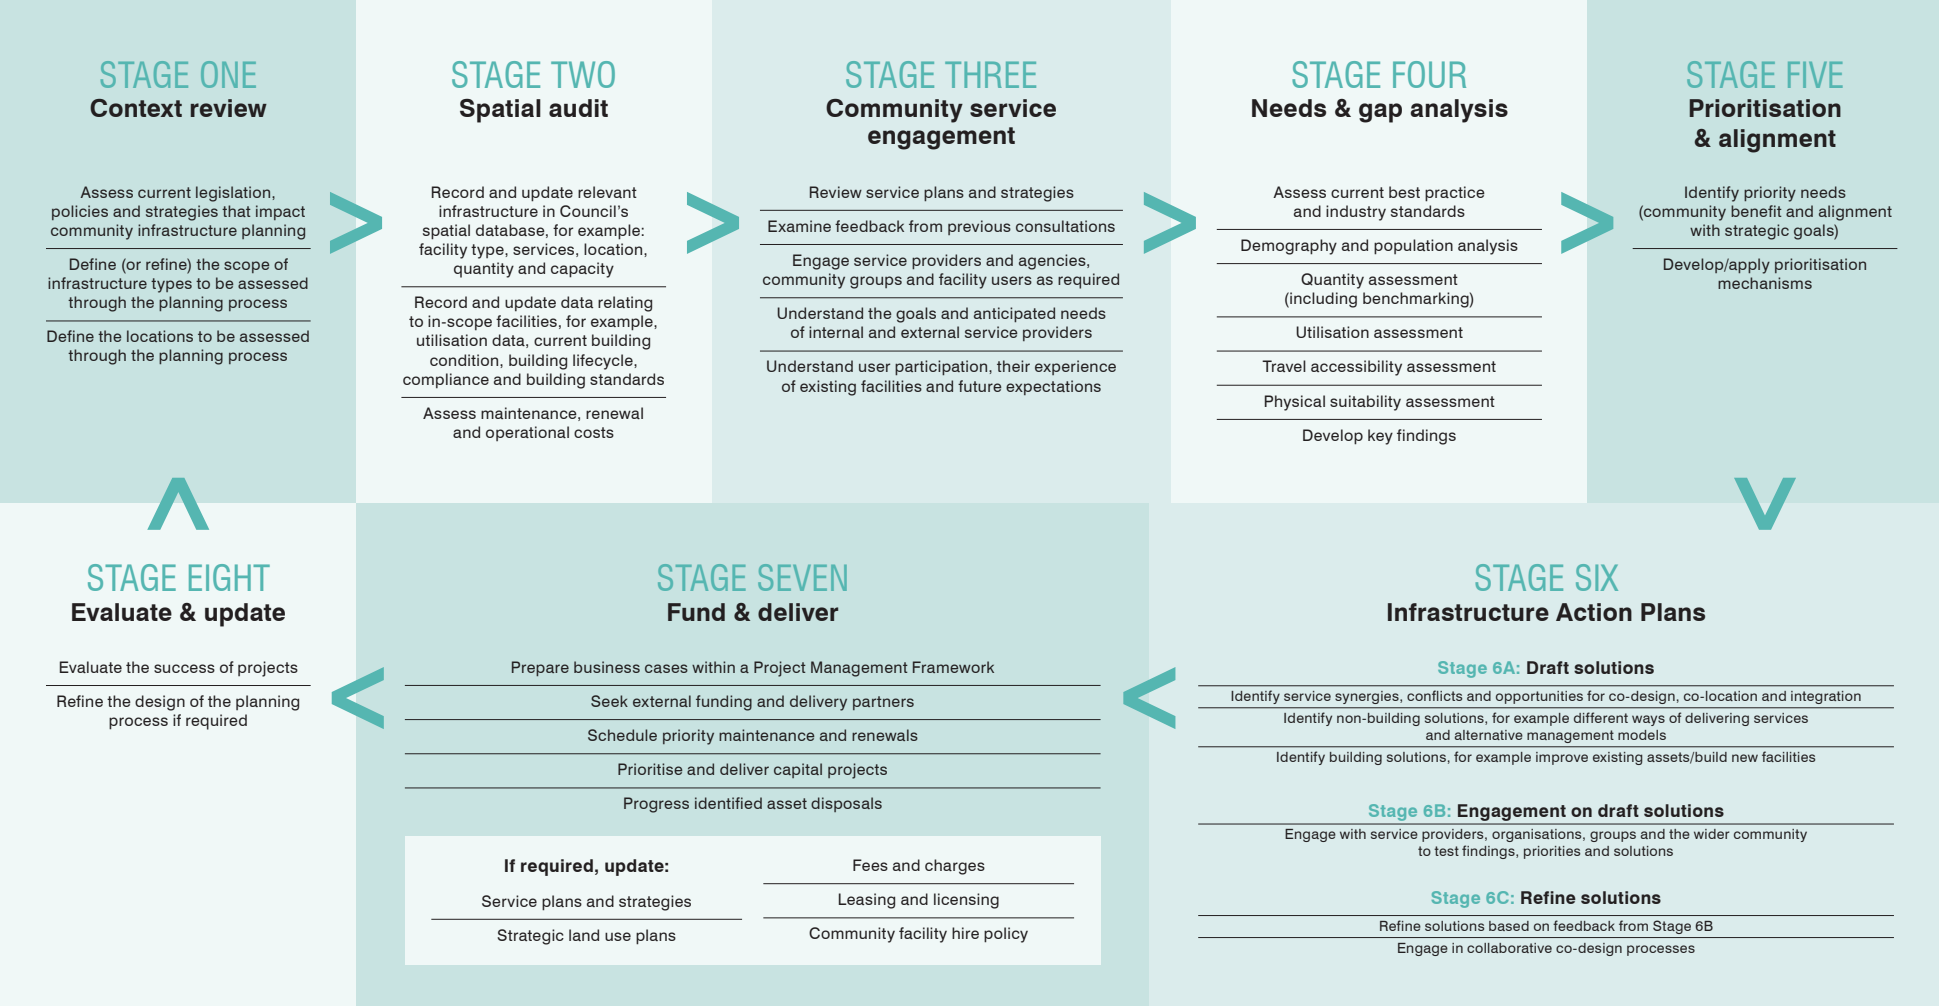 STAGE ONE
Context review
Assess current legislation,
policies and strategies that impact
community infrastructure planning
Define (or refine) the scope of
infrastructure types to be assessed
through the planning process
Define the locations to be assessed
through the planning process
>
STAGE TWO
Spatial audit
Record and update relevant
infrastructure in Council's
spatial database, for example:
facility type, services, location,
quantity and capacity
Record and update data relating
to in-scope facilities, for example,
utilisation data, current building
condition, building lifecycle,
compliance and building standards
Assess maintenance, renewal
and operational costs
>
STAGE THREE
Community service
engagement
Review service plans and strategies
Examine feedback from previous consultations
Engage service providers and agencies,
community groups and facility users as required
Understand the goals and anticipated needs
of internal and external service providers
Understand user participation, their experience
of existing facilities and future expectations
>
STAGE FOUR
Needs & gap analysis
Assess current best practice
and industry standards
Demography and population analysis
Quantity assessment
(including benchmarking)
Utilisation assessment
Travel accessibility assessment
Physical suitability assessment
Develop key findings
>
STAGE FIVE
Prioritisation
& alignment
Identify priority needs
(community benefit and alignment
with strategic goals)
Develop/apply prioritisation
mechanisms
STAGE SIX
Infrastructure Action Plans
Stage 6A: Draft solutions
Identify service synergies, conflicts and opportunities for co-design, co-location and integration
Identify non-building solutions, for example different ways of delivering services
and alternative management models
Identify building solutions, for example improve existing assets/build new facilities
Stage 6B: Engagement on draft solutions
Engage with service providers, organisations, groups and the wider community
to test findings, priorities and solutions
Stage 6C: Refine solutions
Refine solutions based on feedback from Stage 6B
Engage in collaborative co-design processes
<
STAGE SEVEN
Fund & deliver
Prepare business cases within a Project Management Framework
Seek external funding and delivery partners
Schedule priority maintenance and renewals
Prioritise and deliver capital projects
Progress identified asset disposals
If required, update:
Service plans and strategies
Strategic land use plans
Fees and charges
Leasing and licensing
Community facility hire policy
<
STAGE EIGHT
Evaluate & update
Evaluate the success of projects
Refine the design of the planning
process if required